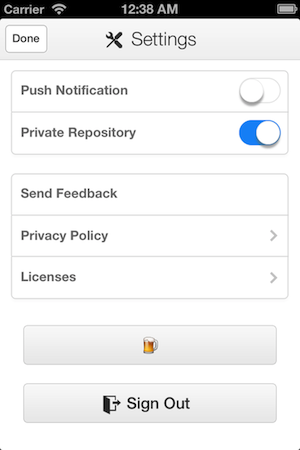 Carrier 12:38 AM
Done Settings
Push Notification
Private Repository
Send Feedback
Privacy Policy
Licenses
Sign Out